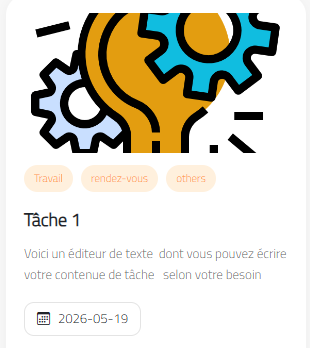 Travail rendez-vous others
Tâche 1
Voici un éditeur de texte dont vous pouvez écrire
votre contenue de tâche selon votre besoin
2026-05-19